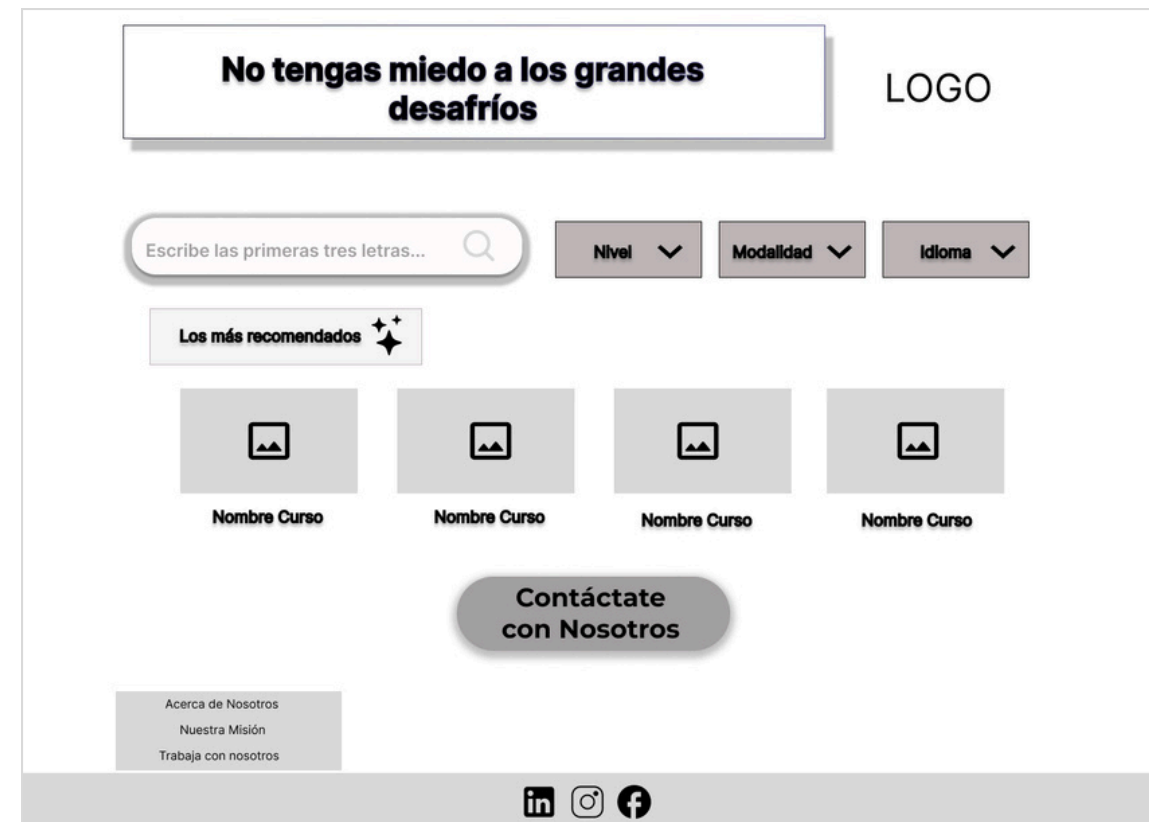 No tengas miedo a los grandes
desafríos
LOGO
Escribe las primeras tres letras...
Nivel
Modalidad
Idioma
Los más recomendados
Nombre Curso
Nombre Curso
Nombre Curso
Nombre Curso
Contáctate
con Nosotros
Acerca de Nosotros
Nuestra Misión
Trabaja con nosotros
in